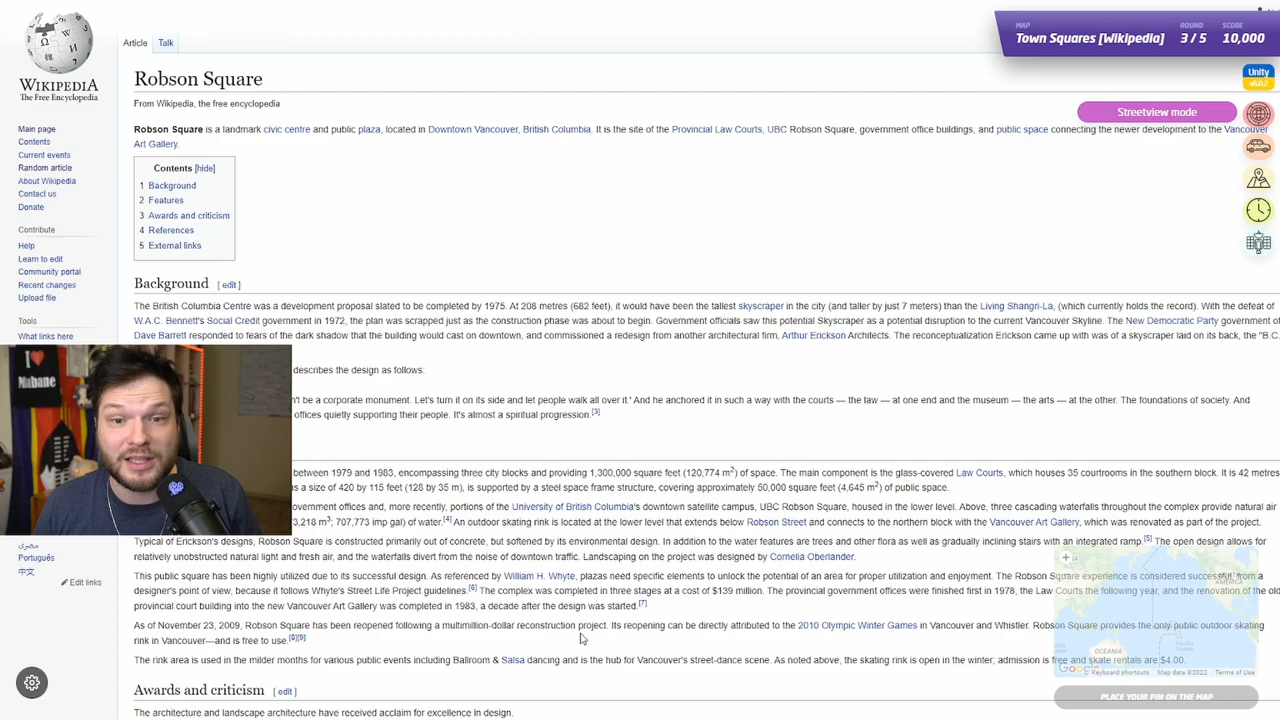 MAP
Town Squares [Wikipedia]
ROUND
3 / 5
SCORE
10,000
Unity
v6.0.2
Streetview mode
WIKIPEDIA
The Free Encyclopedia
Main page
Contents
Current events
Random article
About Wikipedia
Contact us
Donate
Contribute
Help
Learn to edit
Community portal
Recent changes
Upload file
Tools
What links here
I ♥
Mbabane
Português
中文
Edit links
Article Talk
Robson Square
From Wikipedia, the free encyclopedia
Robson Square is a landmark civic centre and public plaza, located in Downtown Vancouver, British Columbia. It is the site of the Provincial Law Courts, UBC Robson Square, government office buildings, and public space connecting the newer development to the Vancouver
Art Gallery.
Contents [hide]
1 Background
2 Features
3 Awards and criticism
4 References
5 External links
Background [ edit ]
The British Columbia Centre was a development proposal slated to be completed by 1975. At 208 metres (682 feet), it would have been the tallest skyscraper in the city (and taller by just 7 meters) than the Living Shangri-La, (which currently holds the record). With the defeat of
W.A.C. Bennett's Social Credit government in 1972, the plan was scrapped just as the construction phase was about to begin. Government officials saw this potential Skyscraper as a potential disruption to the current Vancouver Skyline. The New Democratic Party government of
Dave Barrett responded to fears of the dark shadow that the building would cast on downtown, and commissioned a redesign from another architectural firm, Arthur Erickson Architects. The reconceptualization Erickson came up with was of a skyscraper laid on its back, the "B.C.
describes the design as follows:
n't be a corporate monument. Let's turn it on its side and let people walk all over it.' And he anchored it in such a way with the courts — the law — at one end and the museum — the arts — at the other. The foundations of society. And
offices quietly supporting their people. It's almost a spiritual progression.[3]
between 1979 and 1983, encompassing three city blocks and providing 1,300,000 square feet (120,774 m2) of space. The main component is the glass-covered Law Courts, which houses 35 courtrooms in the southern block. It is 42 metres
s a size of 420 by 115 feet (128 by 35 m), is supported by a steel space frame structure, covering approximately 50,000 square feet (4,645 m2) of public space.
vernment offices and, more recently, portions of the University of British Columbia's downtown satellite campus, UBC Robson Square, housed in the lower level. Above, three cascading waterfalls throughout the complex provide natural air
3,218 m3; 707,773 imp gal) of water.[4] An outdoor skating rink is located at the lower level that extends below Robson Street and connects to the northern block with the Vancouver Art Gallery, which was renovated as part of the project.
Typical of Erickson's designs, Robson Square is constructed primarily out of concrete, but softened by its environmental design. In addition to the water features are trees and other flora as well as gradually inclining stairs with an integrated ramp.[5] The open design allows for
relatively unobstructed natural light and fresh air, and the waterfalls divert from the noise of downtown traffic. Landscaping on the project was designed by Cornelia Oberlander.
This public square has been highly utilized due to its successful design. As referenced by William H. Whyte, plazas need specific elements to unlock the potential of an area for proper utilization and enjoyment. The Robson Square experience is considered successful from a
designer's point of view, because it follows Whyte's Street Life Project guidelines.[6] The complex was completed in three stages at a cost of $139 million. The provincial government offices were finished first in 1978, the Law Courts the following year, and the renovation of the old
provincial court building into the new Vancouver Art Gallery was completed in 1983, a decade after the design was started.[7]
As of November 23, 2009, Robson Square has been reopened following a multimillion-dollar reconstruction project. Its reopening can be directly attributed to the 2010 Olympic Winter Games in Vancouver and Whistler. Robson Square provides the only public outdoor skating
rink in Vancouver—and is free to use.[8][9]
The rink area is used in the milder months for various public events including Ballroom & Salsa dancing and is the hub for Vancouver's street-dance scene. As noted above, the skating rink is open in the winter; admission is free and skate rentals are $4.00.
Awards and criticism [ edit ]
The architecture and landscape architecture have received acclaim for excellence in design.
AMERICA
OCEANIA
Pacific
Ocean
Google
Keyboard shortcuts
Map data ©2022
Terms of Use
PLACE YOUR PIN ON THE MAP